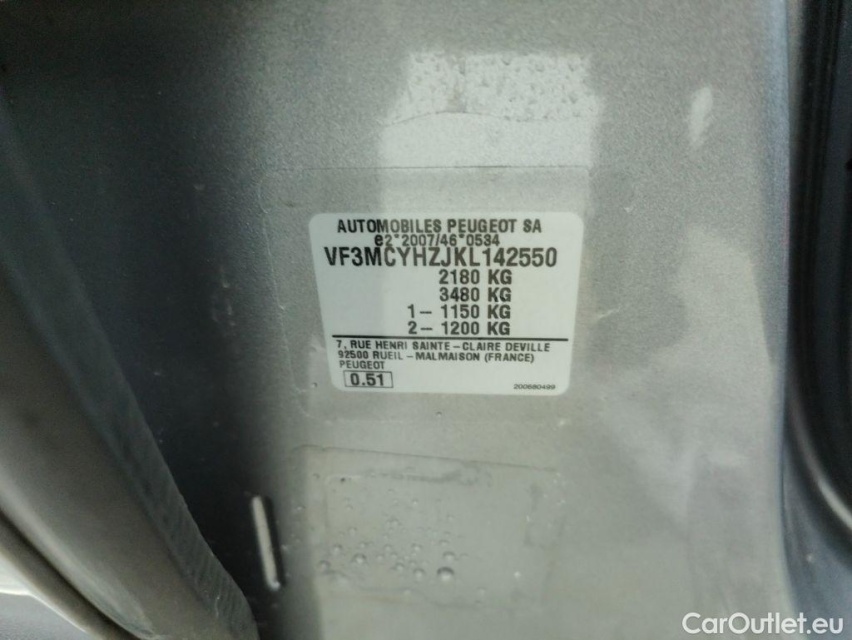 AUTOMOBILES PEUGEOT SA
e2*2007/46*0534
VF3MCYHZJKL142550
2180 KG
3480 KG
1- 1150 KG
2- 1200 KG
7, RUE HENRI SAINTE - CLAIRE DEVILLE
92500 RUEIL - MALMAISON (FRANCE)
PEUGEOT
0.51
200680499
CarOutlet.eu